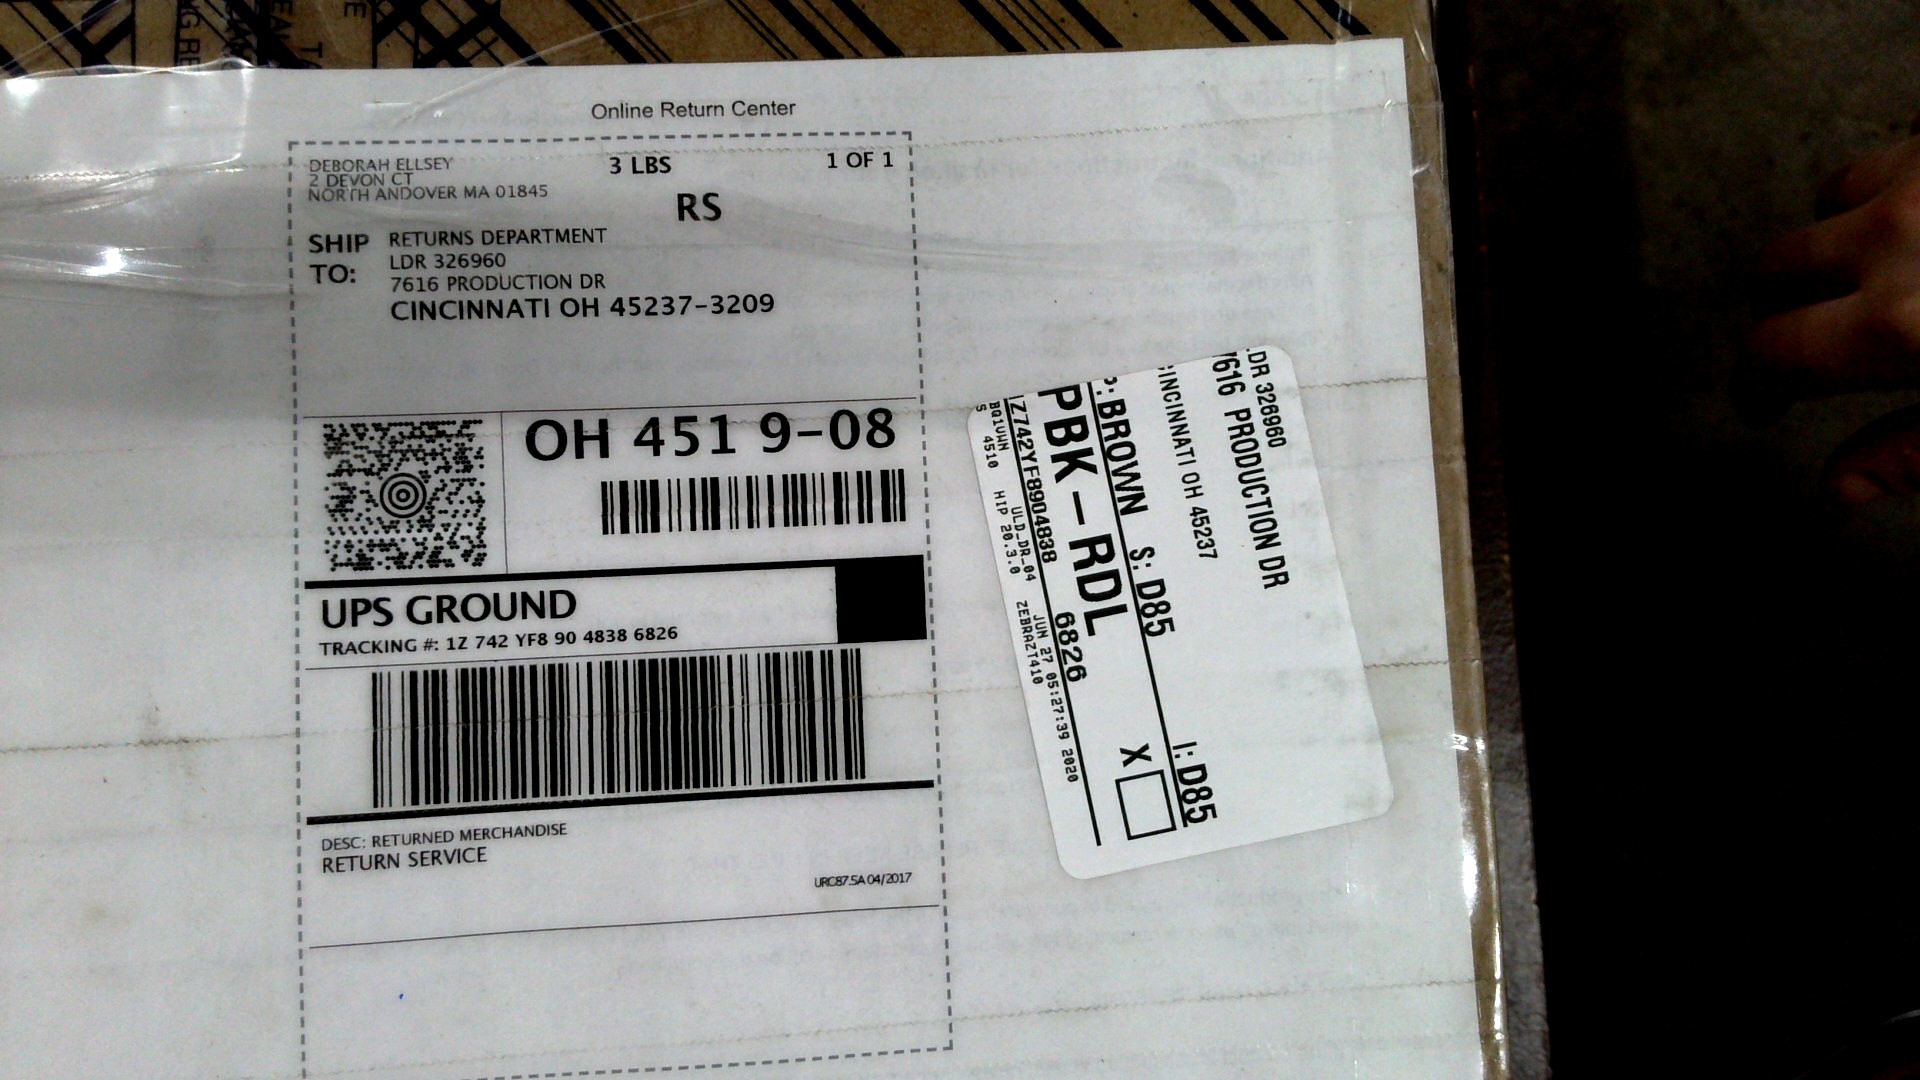 Online Return Center
DEBORAH ELLSEY
2 DEVON CT
NORTH ANDOVER MA 01845
3 LBS
1 OF 1
RS
SHIP TO:
RETURNS DEPARTMENT
LDR 326960
7616 PRODUCTION DR
CINCINNATI OH 45237-3209
OH 451 9-08
UPS GROUND
TRACKING #: 1Z 742 YF8 90 4838 6826
DESC: RETURNED MERCHANDISE
RETURN SERVICE
URC87.5A 04/2017
LDR 326960
7616 PRODUCTION DR
CINCINNATI OH 45237
P: BROWN S: D85 I: D85
PBK-RDL X
1Z742YF8904838 6826
ULD_DR_04 JUN 27 05:27:39 2020
4510 HIP 20.3.0 ZEBRAZT410